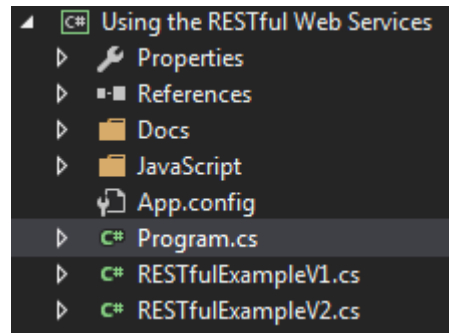 C# Using the RESTful Web Services
Properties
References
Docs
JavaScript
App.config
C# Program.cs
C# RESTfulExampleV1.cs
C# RESTfulExampleV2.cs